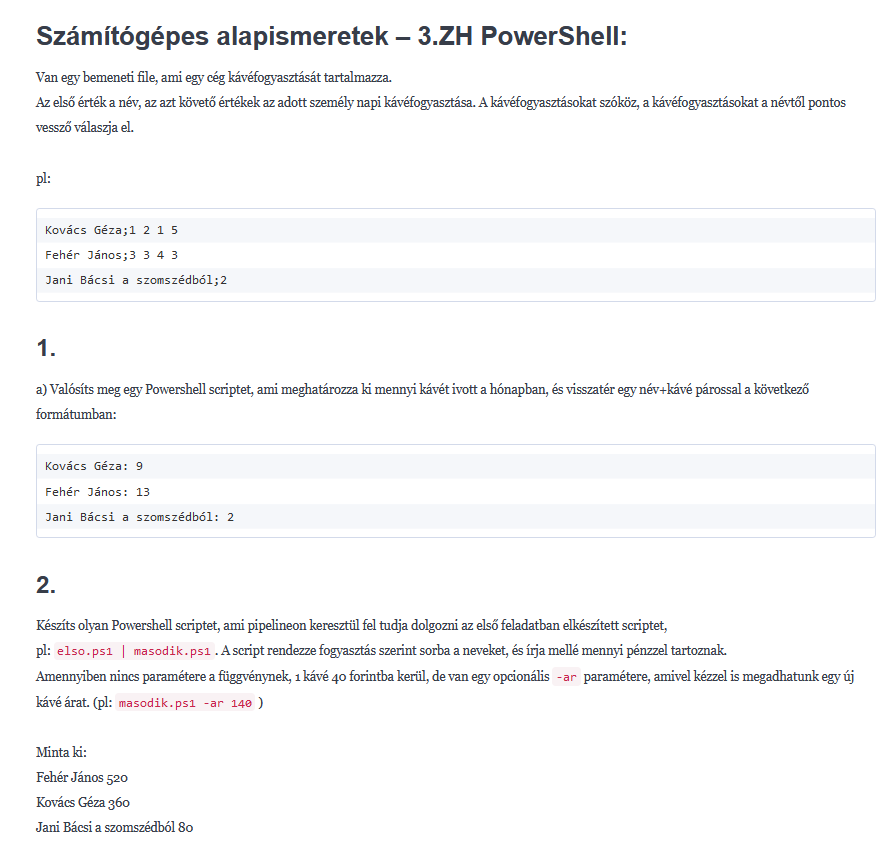 Számítógépes alapismeretek – 3.ZH PowerShell:
Van egy bemeneti file, ami egy cég kávéfogyasztását tartalmazza.
Az első érték a név, az azt követő értékek az adott személy napi kávéfogyasztása. A kávéfogyasztásokat szóköz, a kávéfogyasztásokat a névtől pontos
vesszőválaszja el.
pl:
Kovács Géza;1 2 1 5
Fehér János;3 3 4 3
Jani Bácsi a szomszédból;2
1.
a) Valósíts meg egy Powershell scriptet, ami meghatározza ki mennyi kávét ivott a hónapban, és visszatér egy név+kávé párossal a következő
formátumban:
Kovács Géza: 9
Fehér János: 13
Jani Bácsi a szomszédból: 2
2.
Készíts olyan Powershell scriptet, ami pipelineon keresztül fel tudja dolgozni az első feladatban elkészített scriptet,
pl: elso.ps1 | masodik.ps1. A script rendezze fogyasztás szerint sorba a neveket, és írja mellé mennyi pénzzel tartoznak.
Amennyiben nincs paramétere a függvénynek, 1 kávé 40 forintba kerül, de van egy opcionális -ar paramétere, amivel kézzel is megadhatunk egy új
kávé árat. (pl: masodik.ps1 -ar 140 )
Minta ki:
Fehér János 520
Kovács Géza 360
Jani Bácsi a szomszédból 80